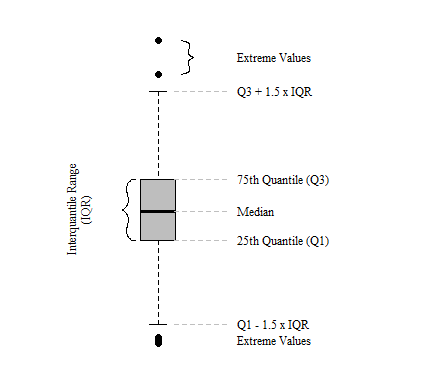 Extreme Values
Q3 + 1.5 x IQR
75th Quantile (Q3)
Interquantile Range
(IQR)
Median
25th Quantile (Q1)
Q1 - 1.5 x IQR
Extreme Values